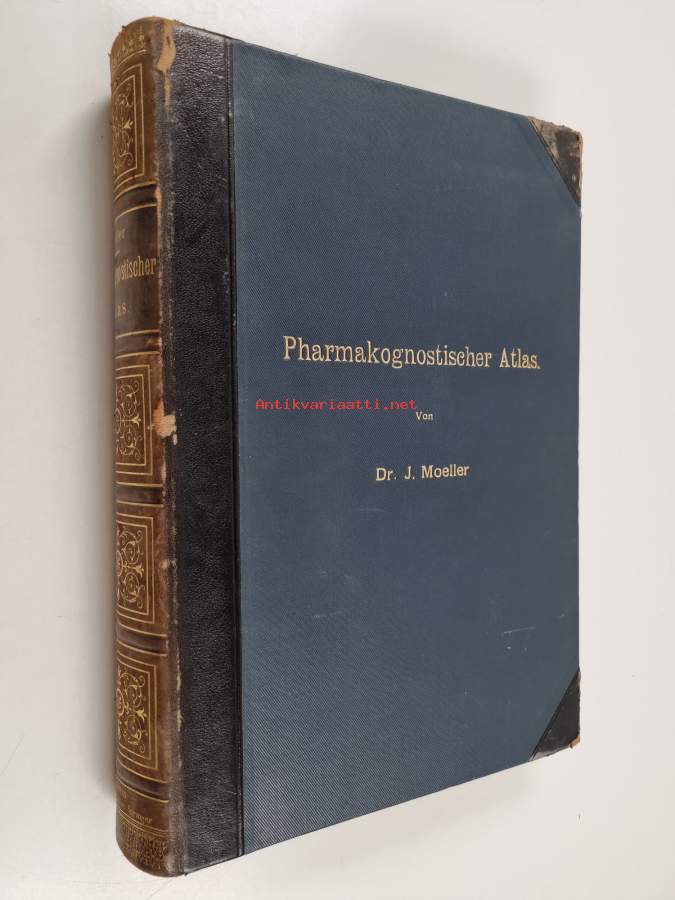 Pharmakognostischer Atlas.
Antikvariaatti.net
Von
Dr. J. Moeller